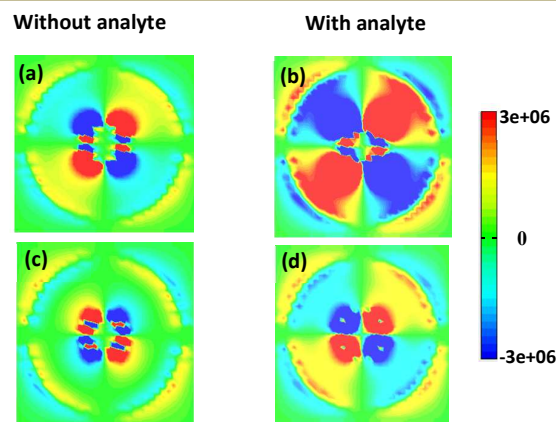 Without analyte
With analyte
(a)
(b)
3e+06
0
-3e+06
(c)
(d)